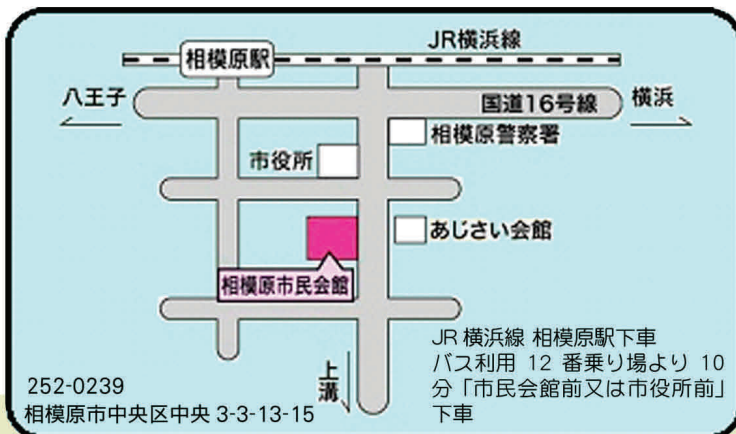 JR横浜線
相模原駅
八王子
国道16号線
横浜
相模原警察署
市役所
あじさい会館
相模原市民会館
上溝
JR 横浜線 相模原駅下車
バス利用 12 番乗り場より 10
分「市民会館前又は市役所前」
下車
252-0239
相模原市中央区中央 3-3-13-15